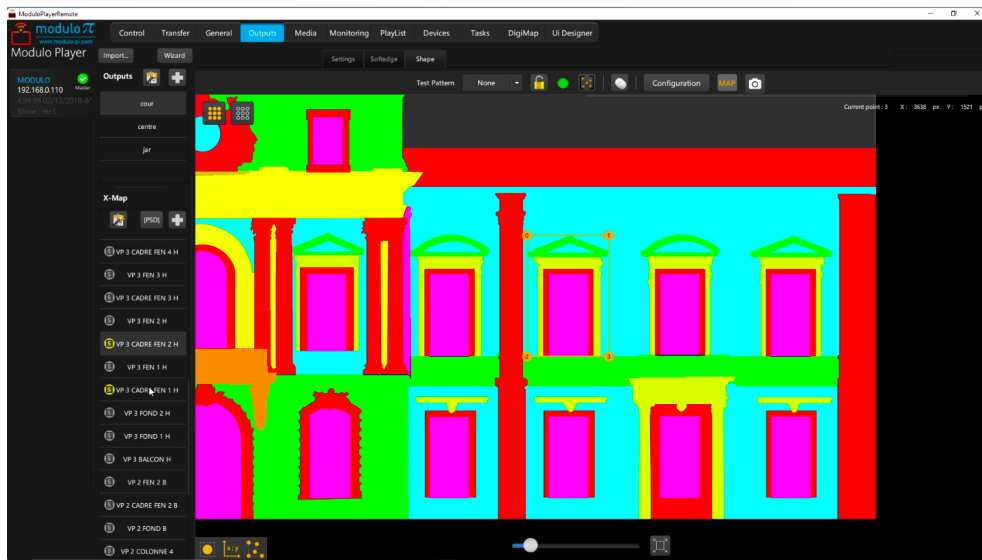 ModuloPlayerRemote
modulo π
www.modulo-pi.com
Modulo Player
Control Transfer General Outputs Media Monitoring PlayList Devices Tasks DigiMap Ui Designer
Import... Wizard
Settings Softedge Shape
MODULO
192.168.0.110 Master
Outputs
Test Pattern None Configuration MAP
Current point : 3 X : 3638 px Y : 1521
cour
centre
jar
X-Map
[PSD]
VP 3 CADRE FEN 4 H
VP 3 FEN 3 H
VP 3 CADRE FEN 3 H
VP 3 FEN 2 H
VP 3 CADRE FEN 2 H
VP 3 FEN 1 H
VP 3 CADRE FEN 1 H
VP 3 FOND 2 H
VP 3 FOND 1 H
VP 3 BALCON H
VP 2 FEN 2 B
VP 2 CADRE FEN 2 B
VP 2 FOND B
VP 2 COLONNE 4
0 1
2 3
x:y